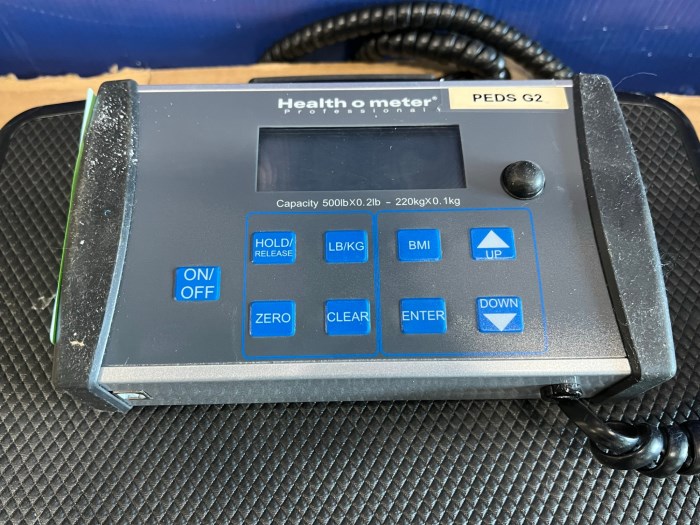 Health o meter®
Professional
PEDS G2
Capacity 500lbX0.2lb - 220kgX0.1kg
ON/
OFF
HOLD/
RELEASE
LB/KG
BMI
UP
ZERO
CLEAR
ENTER
DOWN